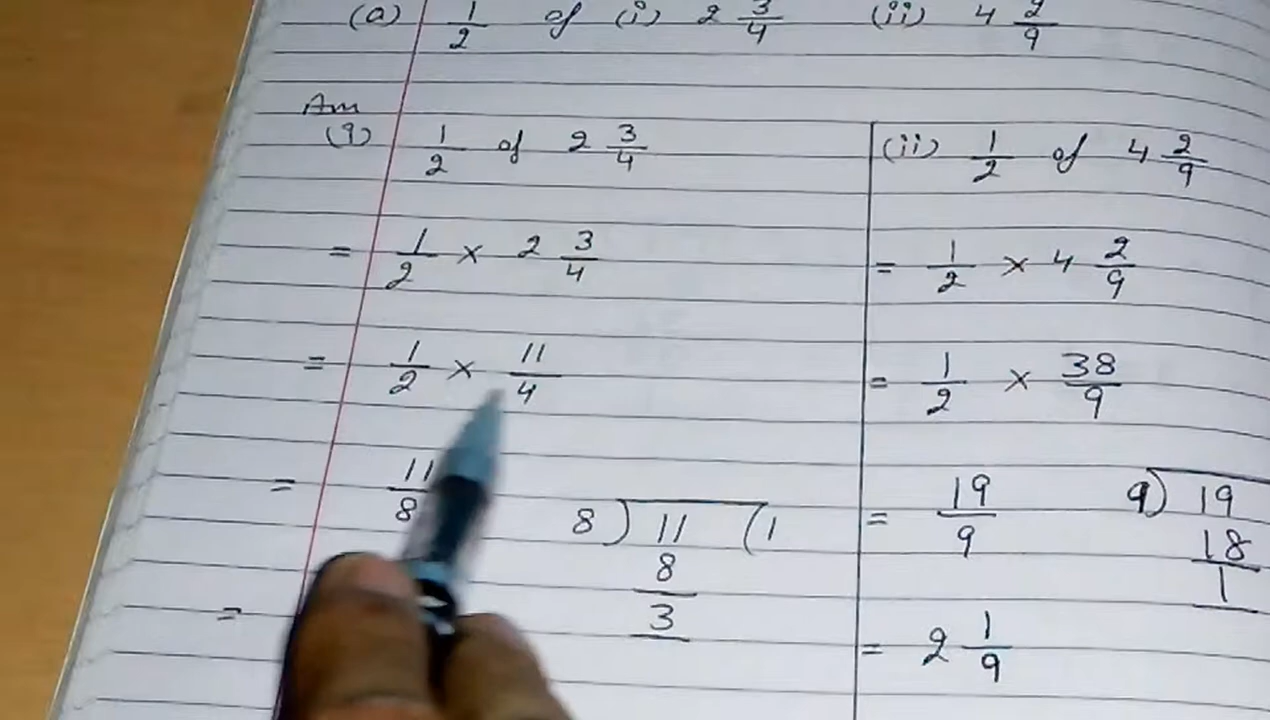 (a) 1/2 of (i) 2 3/4 (ii) 4 2/9
Ans
(i) 1/2 of 2 3/4
= 1/2 × 2 3/4
= 1/2 × 11/4
= 11/8
8 ) 11 ( 1
8
3
=
(ii) 1/2 of 4 2/9
= 1/2 × 4 2/9
= 1/2 × 38/9
= 19/9
9 ) 19
18
1
= 2 1/9